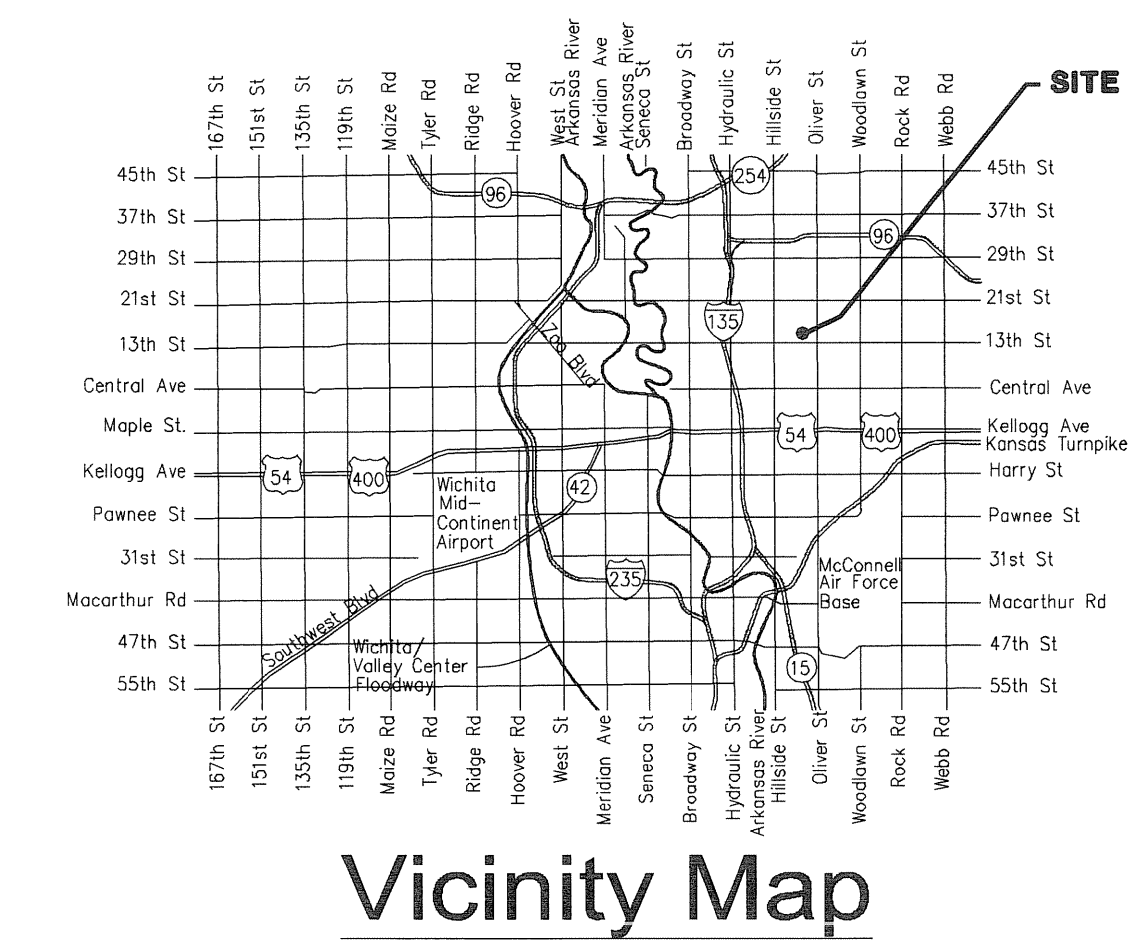 167th St
151st St
135th St
119th St
Maize Rd
Tyler Rd
Ridge Rd
Hoover Rd
West St
Arkansas River
Meridian Ave
Arkansas River
Seneca St
Broadway St
Hydraulic St
Hillside St
Oliver St
Woodlawn St
Rock Rd
Webb Rd
SITE
45th St
37th St
29th St
21st St
13th St
Central Ave
Maple St.
Kellogg Ave
Pawnee St
31st St
Macarthur Rd
47th St
55th St
96
254
96
135
Zoo Blvd
54
400
54
400
42
Wichita
Mid-
Continent
Airport
235
McConnell
Air Force
Base
Southwest Blvd
Wichita/
Valley Center
Floodway
15
45th St
37th St
29th St
21st St
13th St
Central Ave
Kellogg Ave
Kansas Turnpike
Harry St
Pawnee St
31st St
Macarthur Rd
47th St
55th St
167th St
151st St
135th St
119th St
Maize Rd
Tyler Rd
Ridge Rd
Hoover Rd
West St
Meridian Ave
Seneca St
Broadway St
Hydraulic St
Arkansas River
Hillside St
Oliver St
Woodlawn St
Rock Rd
Webb Rd
Vicinity Map